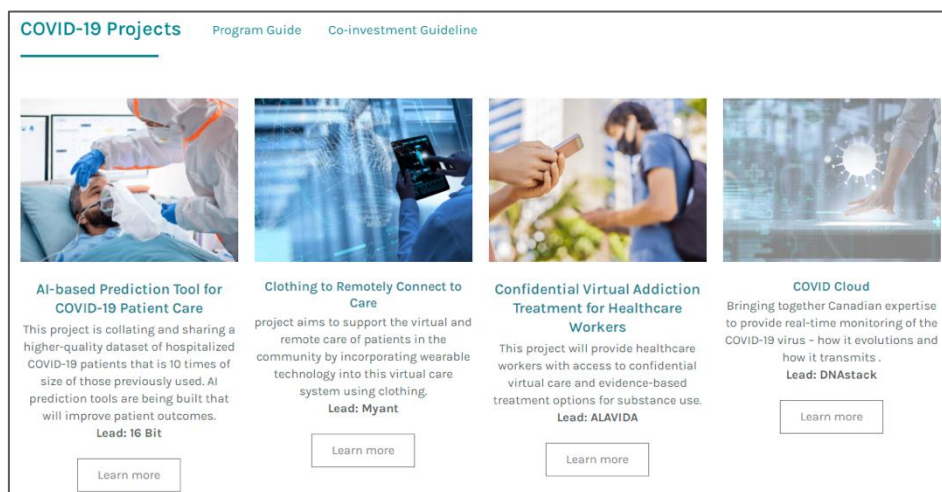 COVID-19 Projects Program Guide Co-investment Guideline
AI-based Prediction Tool for
COVID-19 Patient Care
This project is collating and sharing a
higher-quality dataset of hospitalized
COVID-19 patients that is 10 times of
size of those previously used. AI
prediction tools are being built that
will improve patient outcomes.
Lead: 16 Bit
Learn more
Clothing to Remotely Connect to
Care
project aims to support the virtual and
remote care of patients in the
community by incorporating wearable
technology into this virtual care
system using clothing.
Lead: Myant
Learn more
Confidential Virtual Addiction
Treatment for Healthcare
Workers
This project will provide healthcare
workers with access to confidential
virtual care and evidence-based
treatment options for substance use.
Lead: ALAVIDA
Learn more
COVID Cloud
Bringing together Canadian expertise
to provide real-time monitoring of the
COVID-19 virus – how it evolutions and
how it transmits .
Lead: DNAstack
Learn more